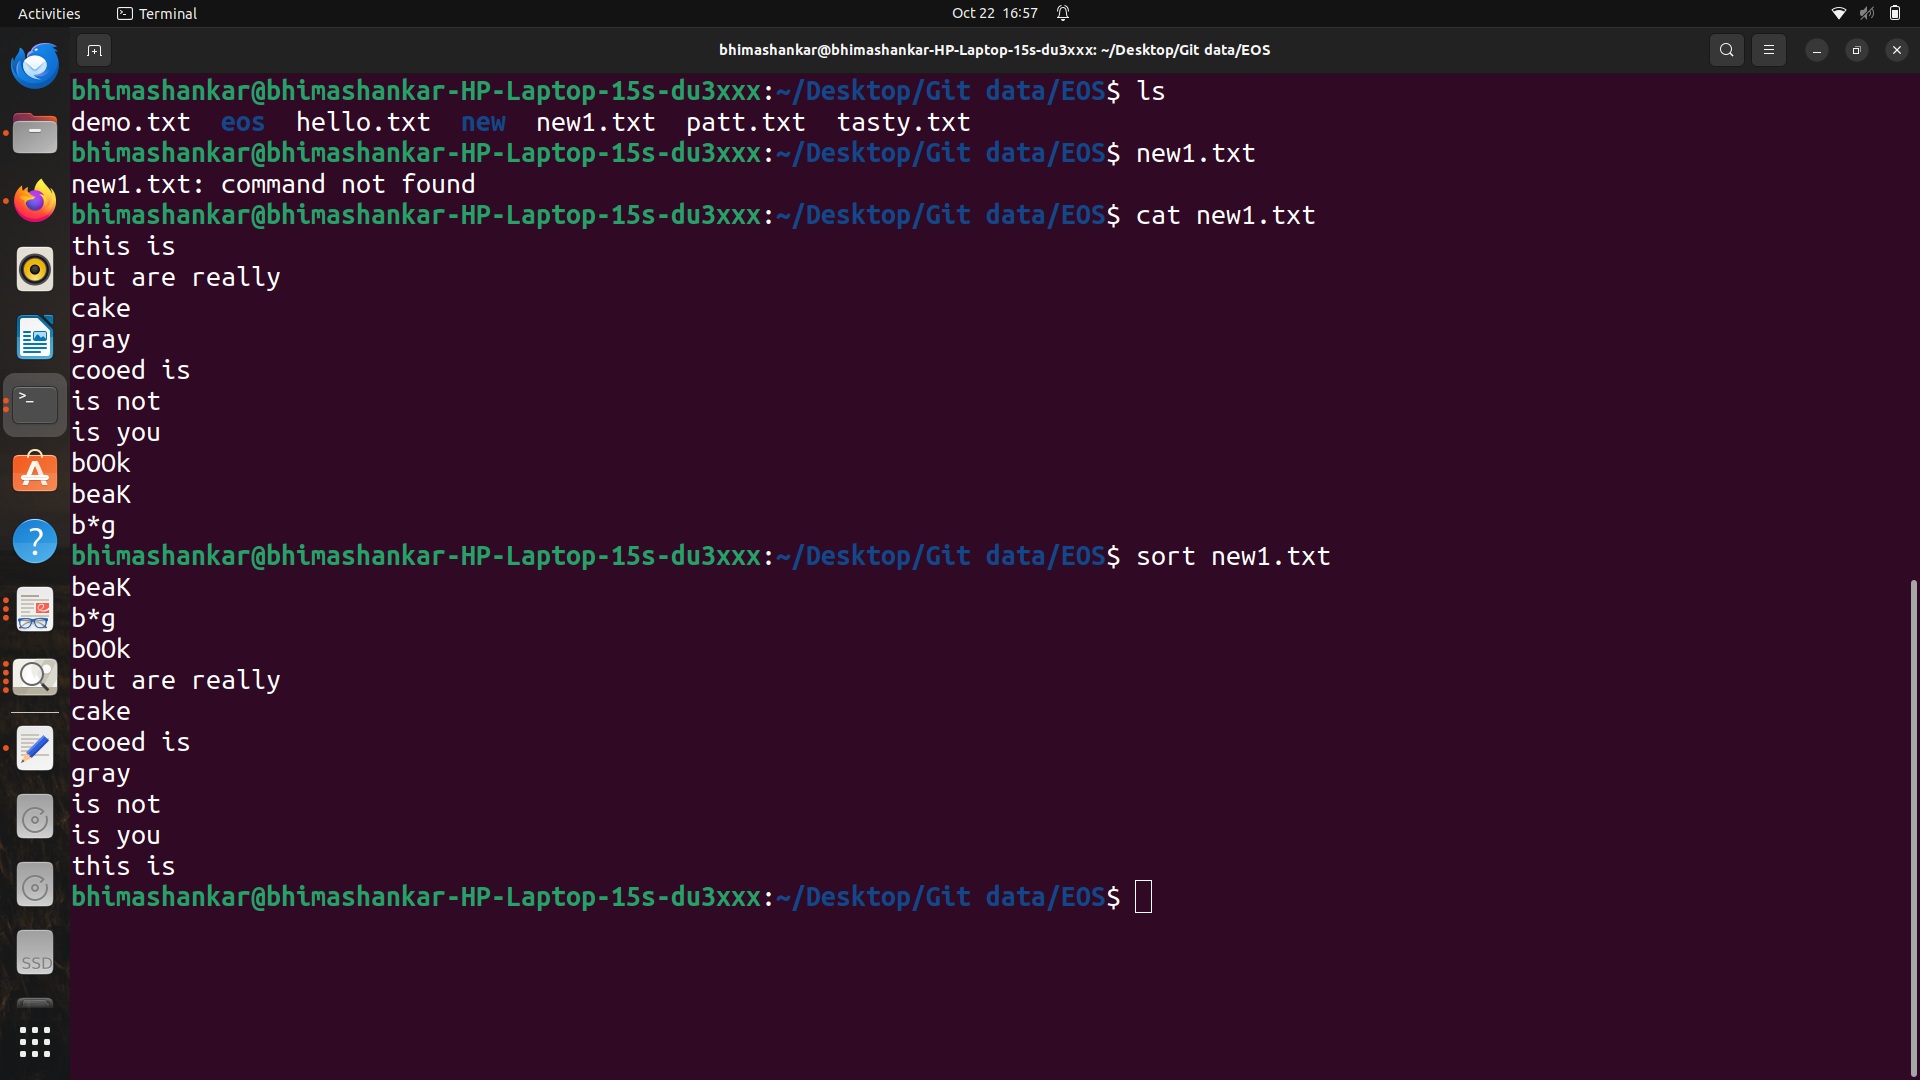 Activities Terminal Oct 22 16:57
bhimashankar@bhimashankar-HP-Laptop-15s-du3xxx: ~/Desktop/Git data/EOS
bhimashankar@bhimashankar-HP-Laptop-15s-du3xxx:~/Desktop/Git data/EOS$ ls
demo.txt  eos  hello.txt  new  new1.txt  patt.txt  tasty.txt
bhimashankar@bhimashankar-HP-Laptop-15s-du3xxx:~/Desktop/Git data/EOS$ new1.txt
new1.txt: command not found
bhimashankar@bhimashankar-HP-Laptop-15s-du3xxx:~/Desktop/Git data/EOS$ cat new1.txt
this is
but are really
cake
gray
cooed is
is not
is you
bOOk
beaK
b*g
bhimashankar@bhimashankar-HP-Laptop-15s-du3xxx:~/Desktop/Git data/EOS$ sort new1.txt
beaK
b*g
bOOk
but are really
cake
cooed is
gray
is not
is you
this is
bhimashankar@bhimashankar-HP-Laptop-15s-du3xxx:~/Desktop/Git data/EOS$
SSD